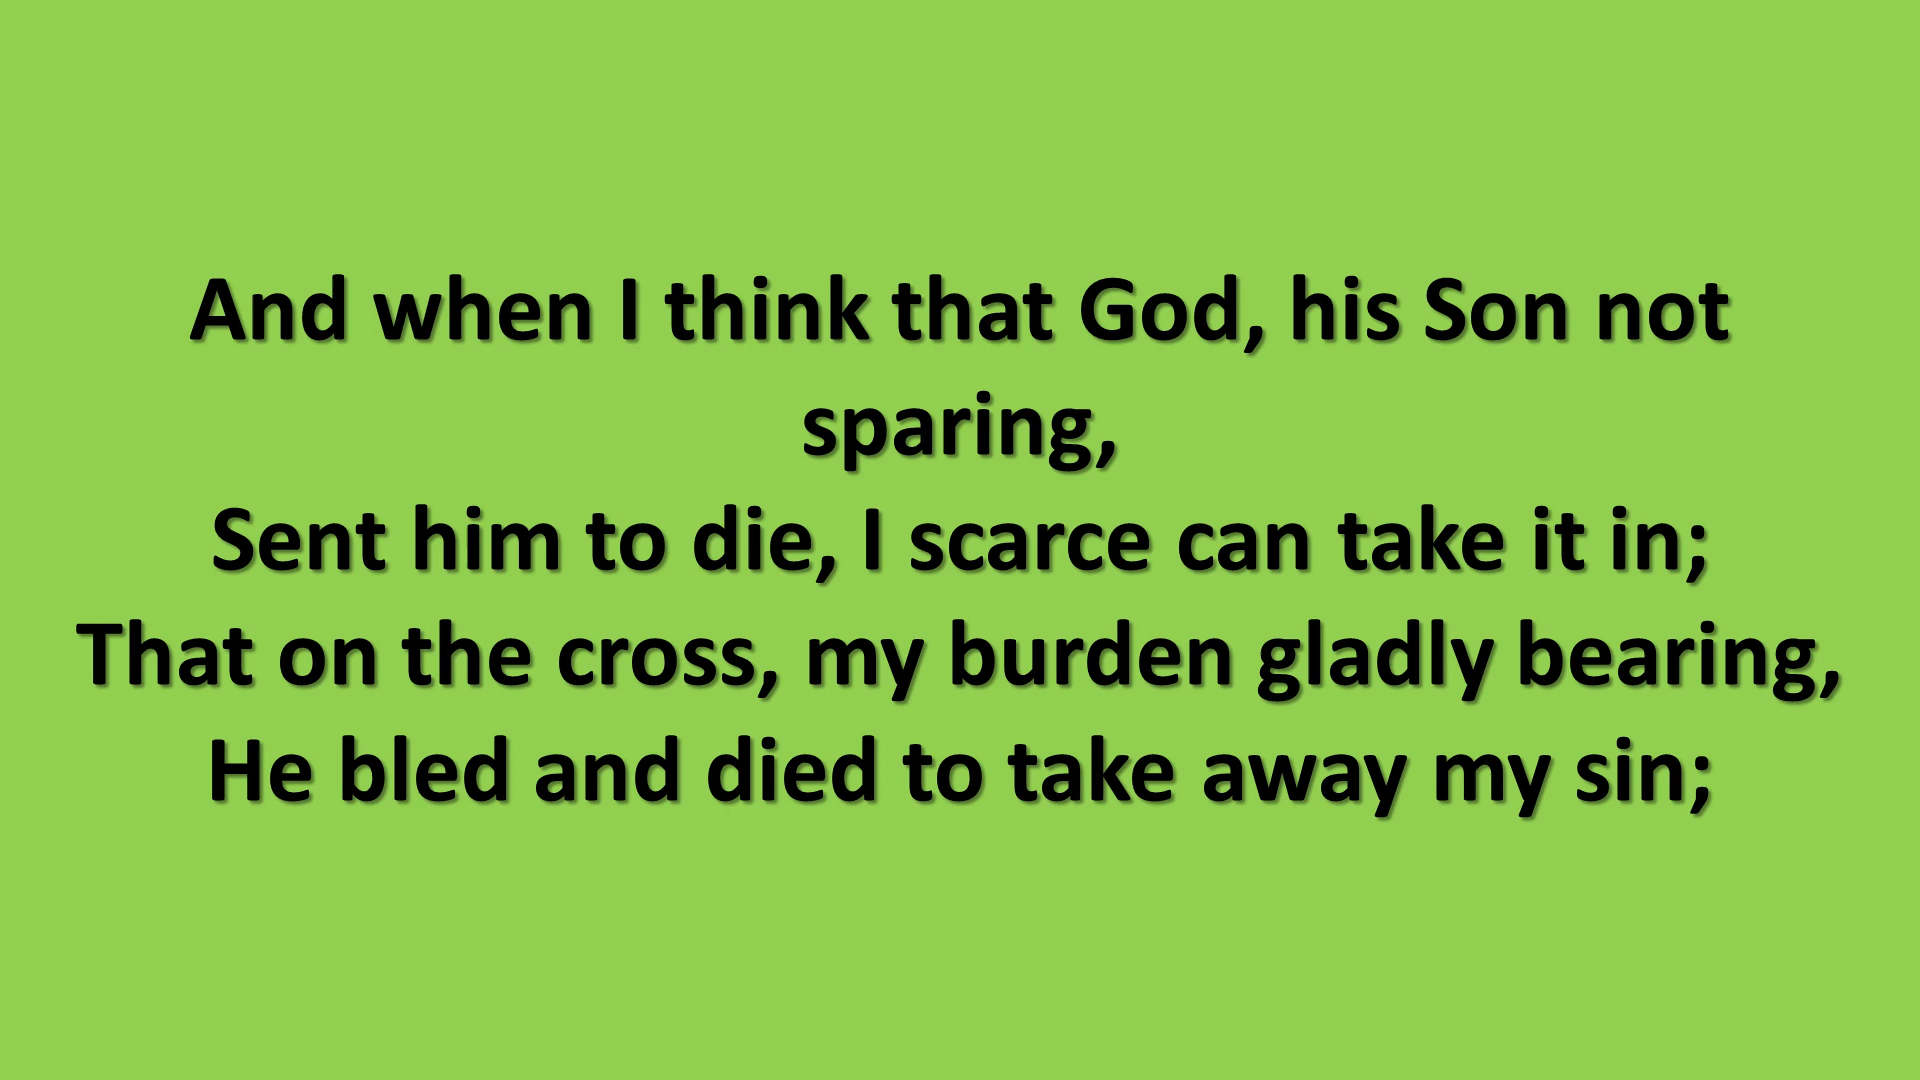 And when I think that God, his Son not
sparing,
Sent him to die, I scarce can take it in;
That on the cross, my burden gladly bearing,
He bled and died to take away my sin;